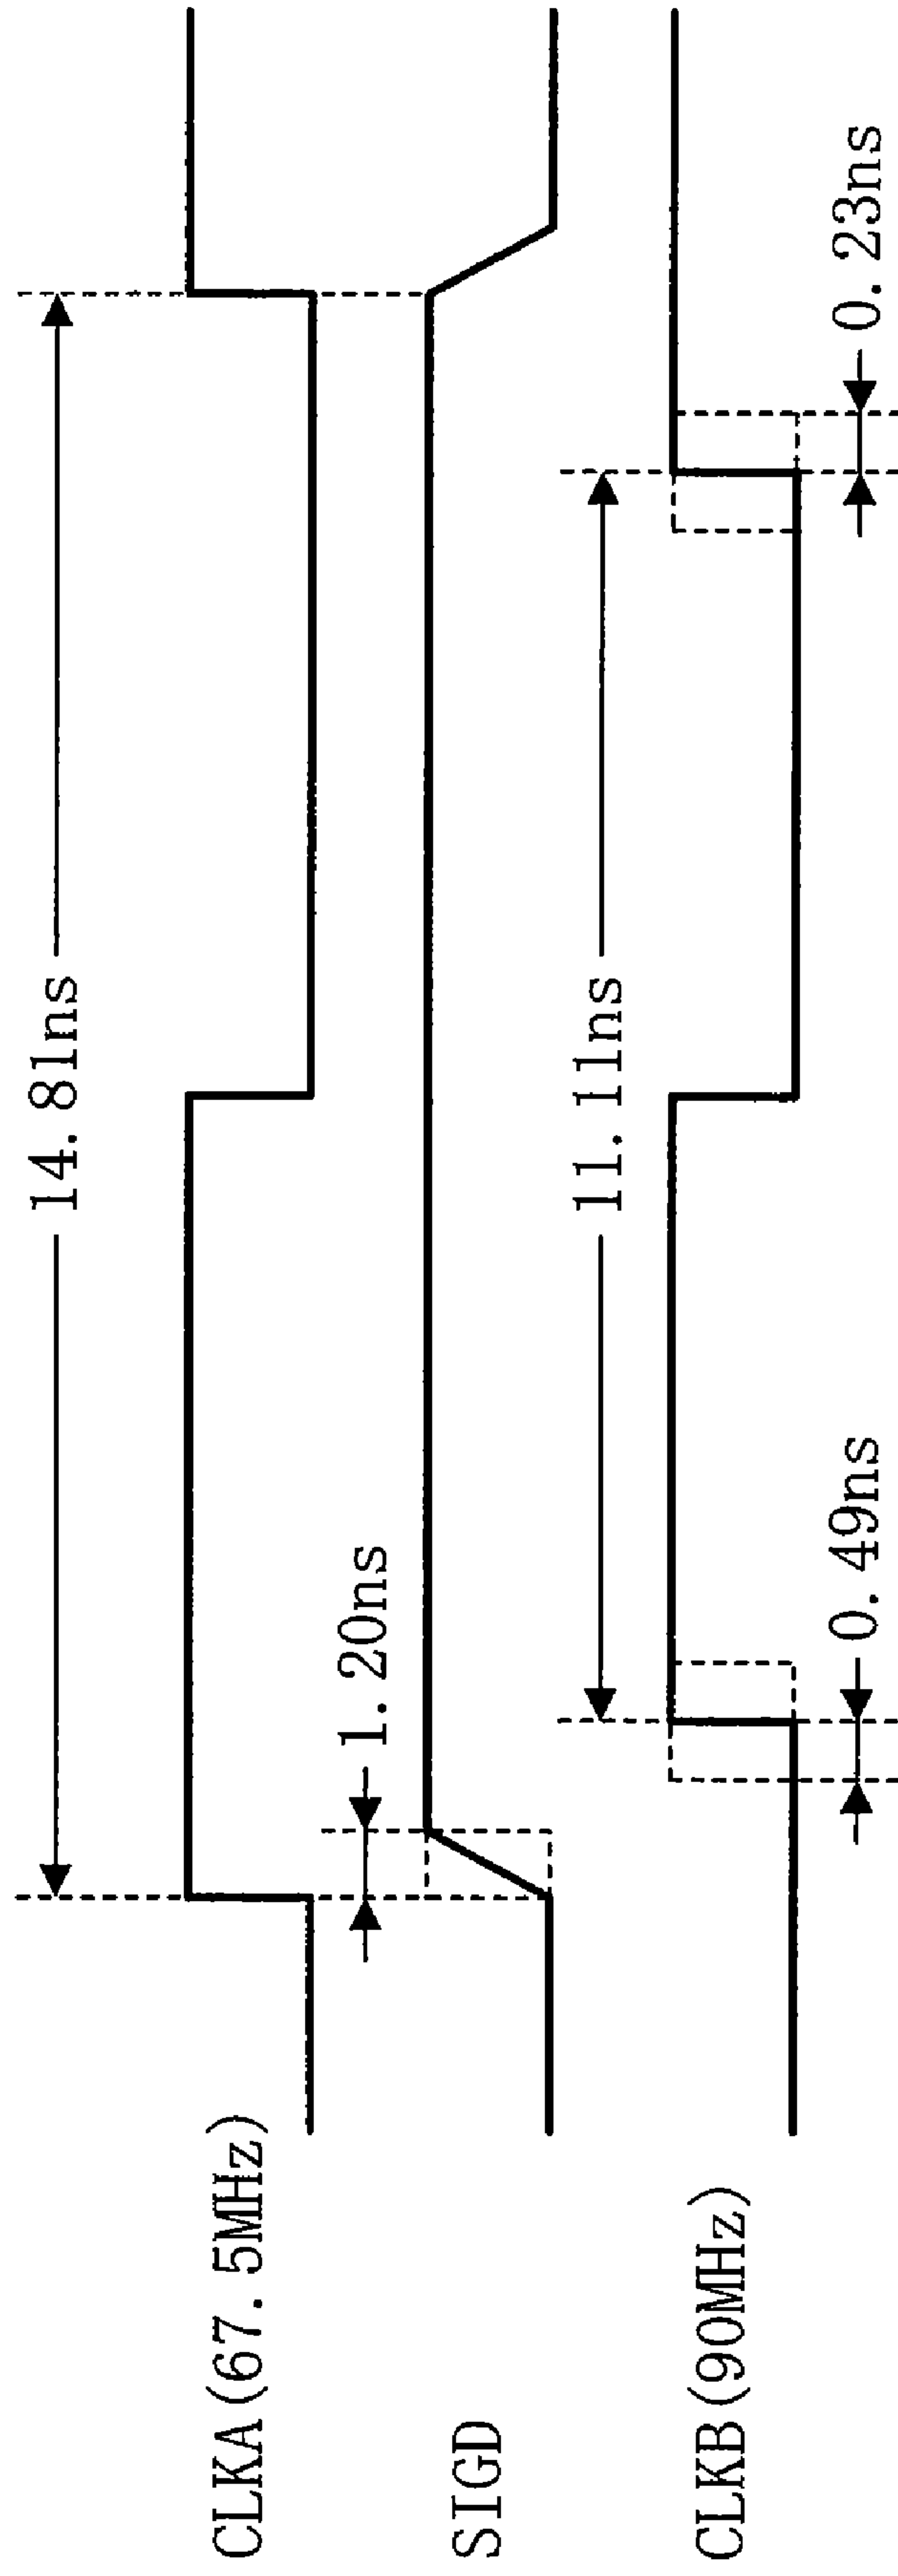 14.81ns
CLKA(67.5MHz)
1.20ns
SIGD
11.11ns
CLKB(90MHz)
0.49ns
0.23ns